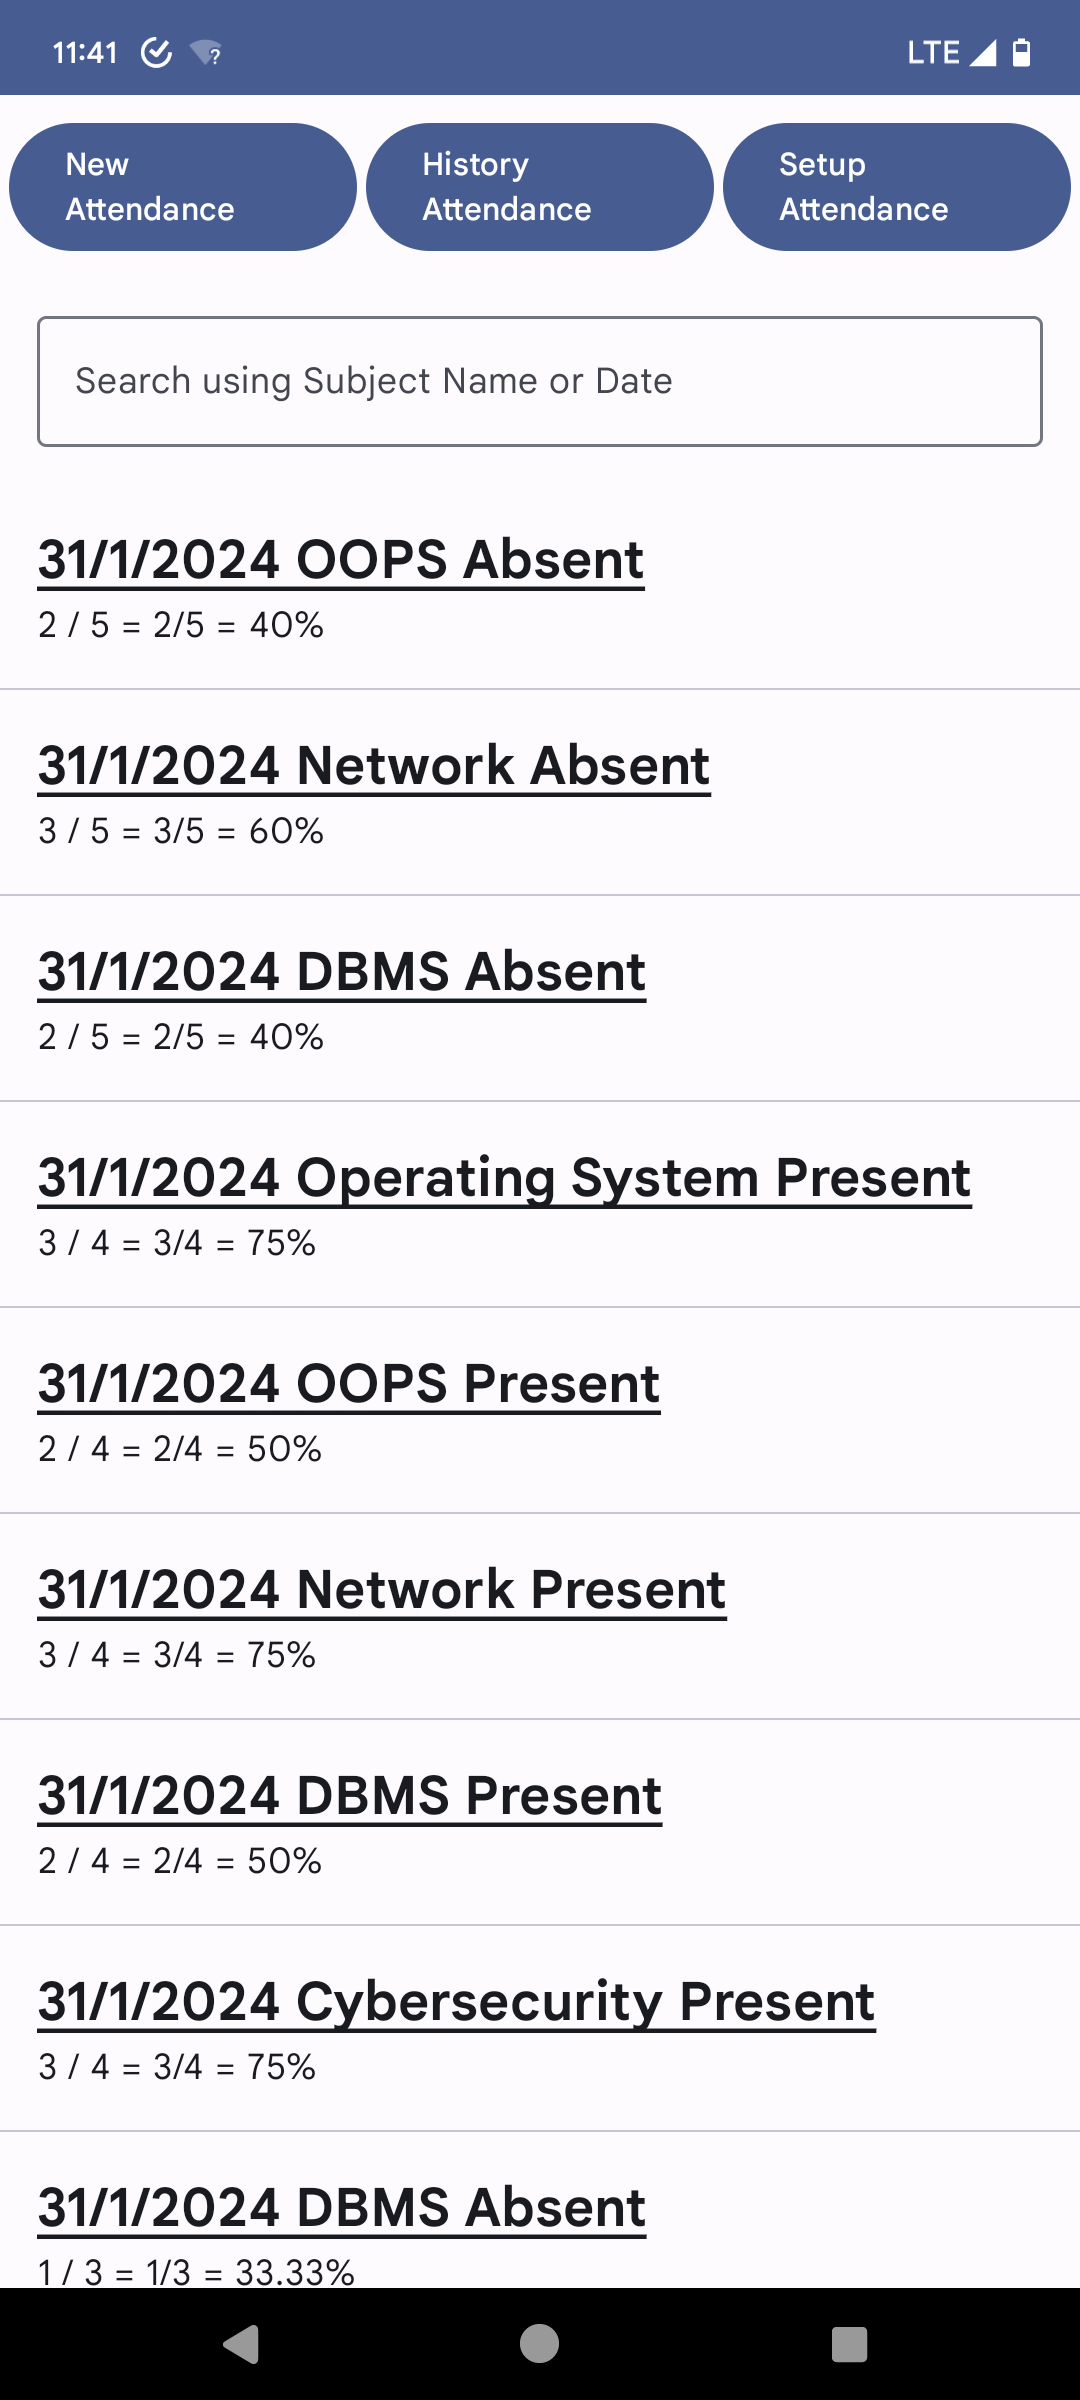 11:41 LTE
New
Attendance
History
Attendance
Setup
Attendance
Search using Subject Name or Date
31/1/2024 OOPS Absent
2 / 5 = 2/5 = 40%
31/1/2024 Network Absent
3 / 5 = 3/5 = 60%
31/1/2024 DBMS Absent
2 / 5 = 2/5 = 40%
31/1/2024 Operating System Present
3 / 4 = 3/4 = 75%
31/1/2024 OOPS Present
2 / 4 = 2/4 = 50%
31/1/2024 Network Present
3 / 4 = 3/4 = 75%
31/1/2024 DBMS Present
2 / 4 = 2/4 = 50%
31/1/2024 Cybersecurity Present
3 / 4 = 3/4 = 75%
31/1/2024 DBMS Absent
1 / 3 = 1/3 = 33.33%